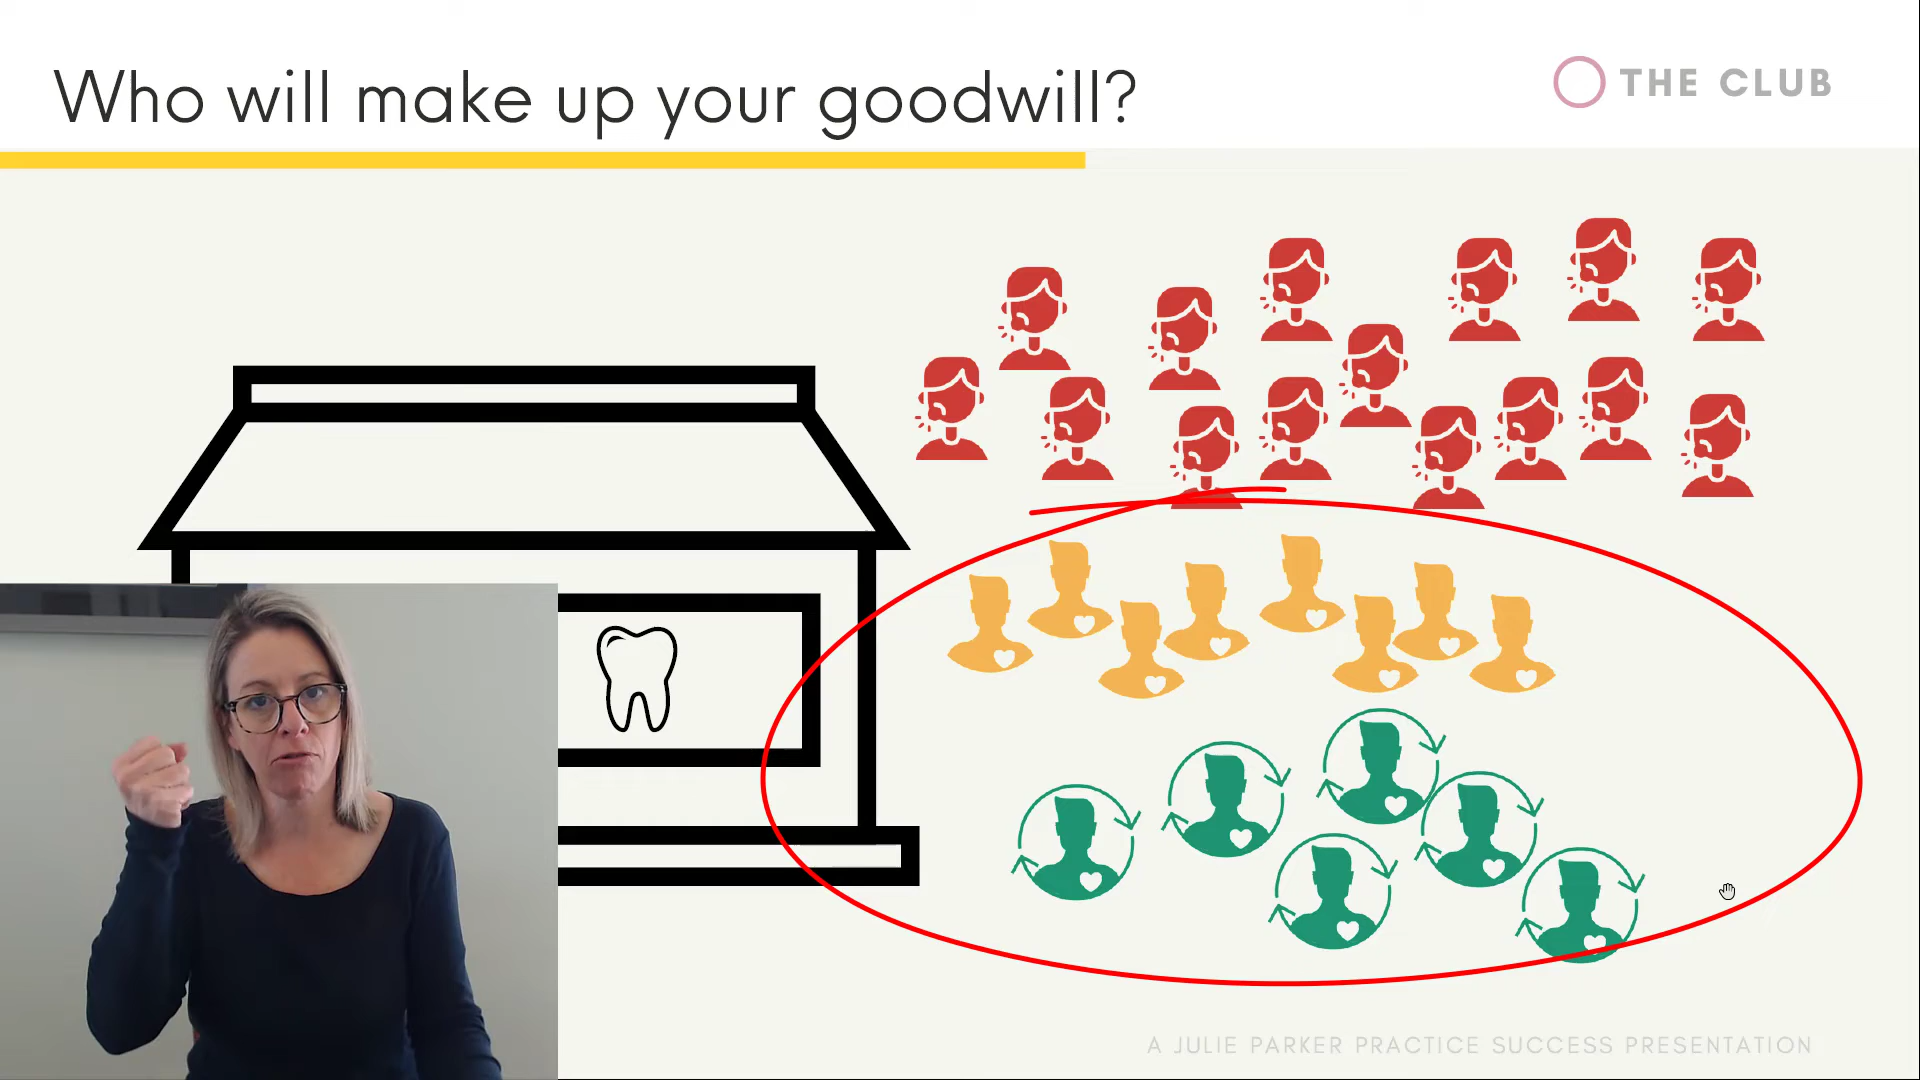 Who will make up your goodwill?
THE CLUB
A JULIE PARKER PRACTICE SUCCESS PRESENTATION